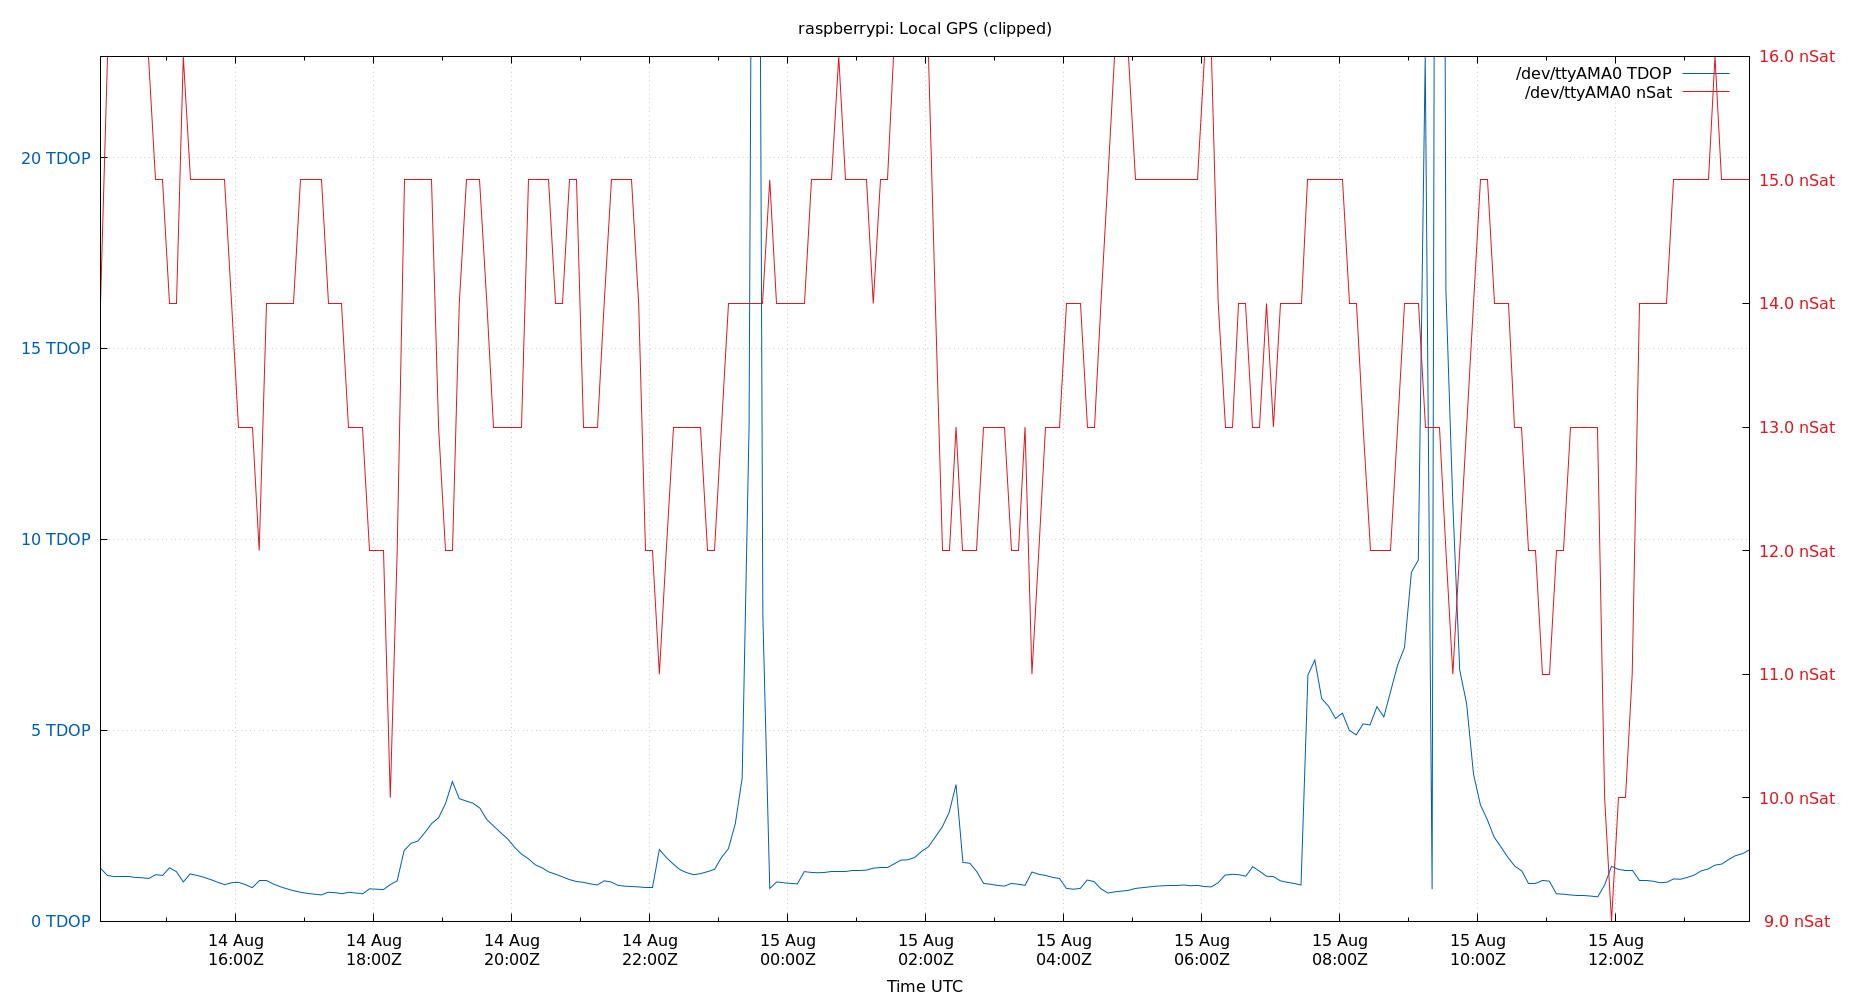 raspberrypi: Local GPS (clipped)
/dev/ttyAMA0 TDOP
/dev/ttyAMA0 nSat
20 TDOP
15 TDOP
10 TDOP
5 TDOP
0 TDOP
16.0 nSat
15.0 nSat
14.0 nSat
13.0 nSat
12.0 nSat
11.0 nSat
10.0 nSat
9.0 nSat
14 Aug 14 Aug 14 Aug 14 Aug 15 Aug 15 Aug 15 Aug 15 Aug 15 Aug 15 Aug 15 Aug
16:00Z 18:00Z 20:00Z 22:00Z 00:00Z 02:00Z 04:00Z 06:00Z 08:00Z 10:00Z 12:00Z
Time UTC